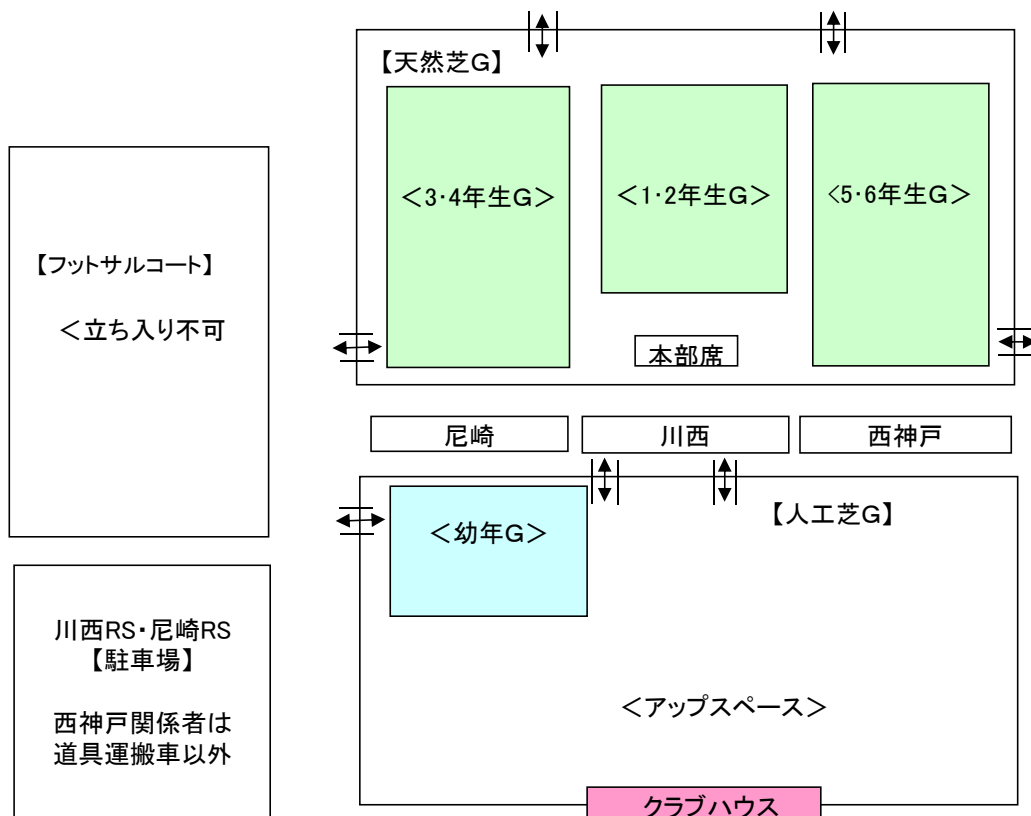 【天然芝G】
＜3･4年生G＞
＜1･2年生G＞
<5･6年生G＞
【フットサルコート】
＜立ち入り不可
本部席
尼崎
川西
西神戸
【人工芝G】
＜幼年G＞
川西RS・尼崎RS
【駐車場】
西神戸関係者は
道具運搬車以外
＜アップスペース＞
クラブハウス